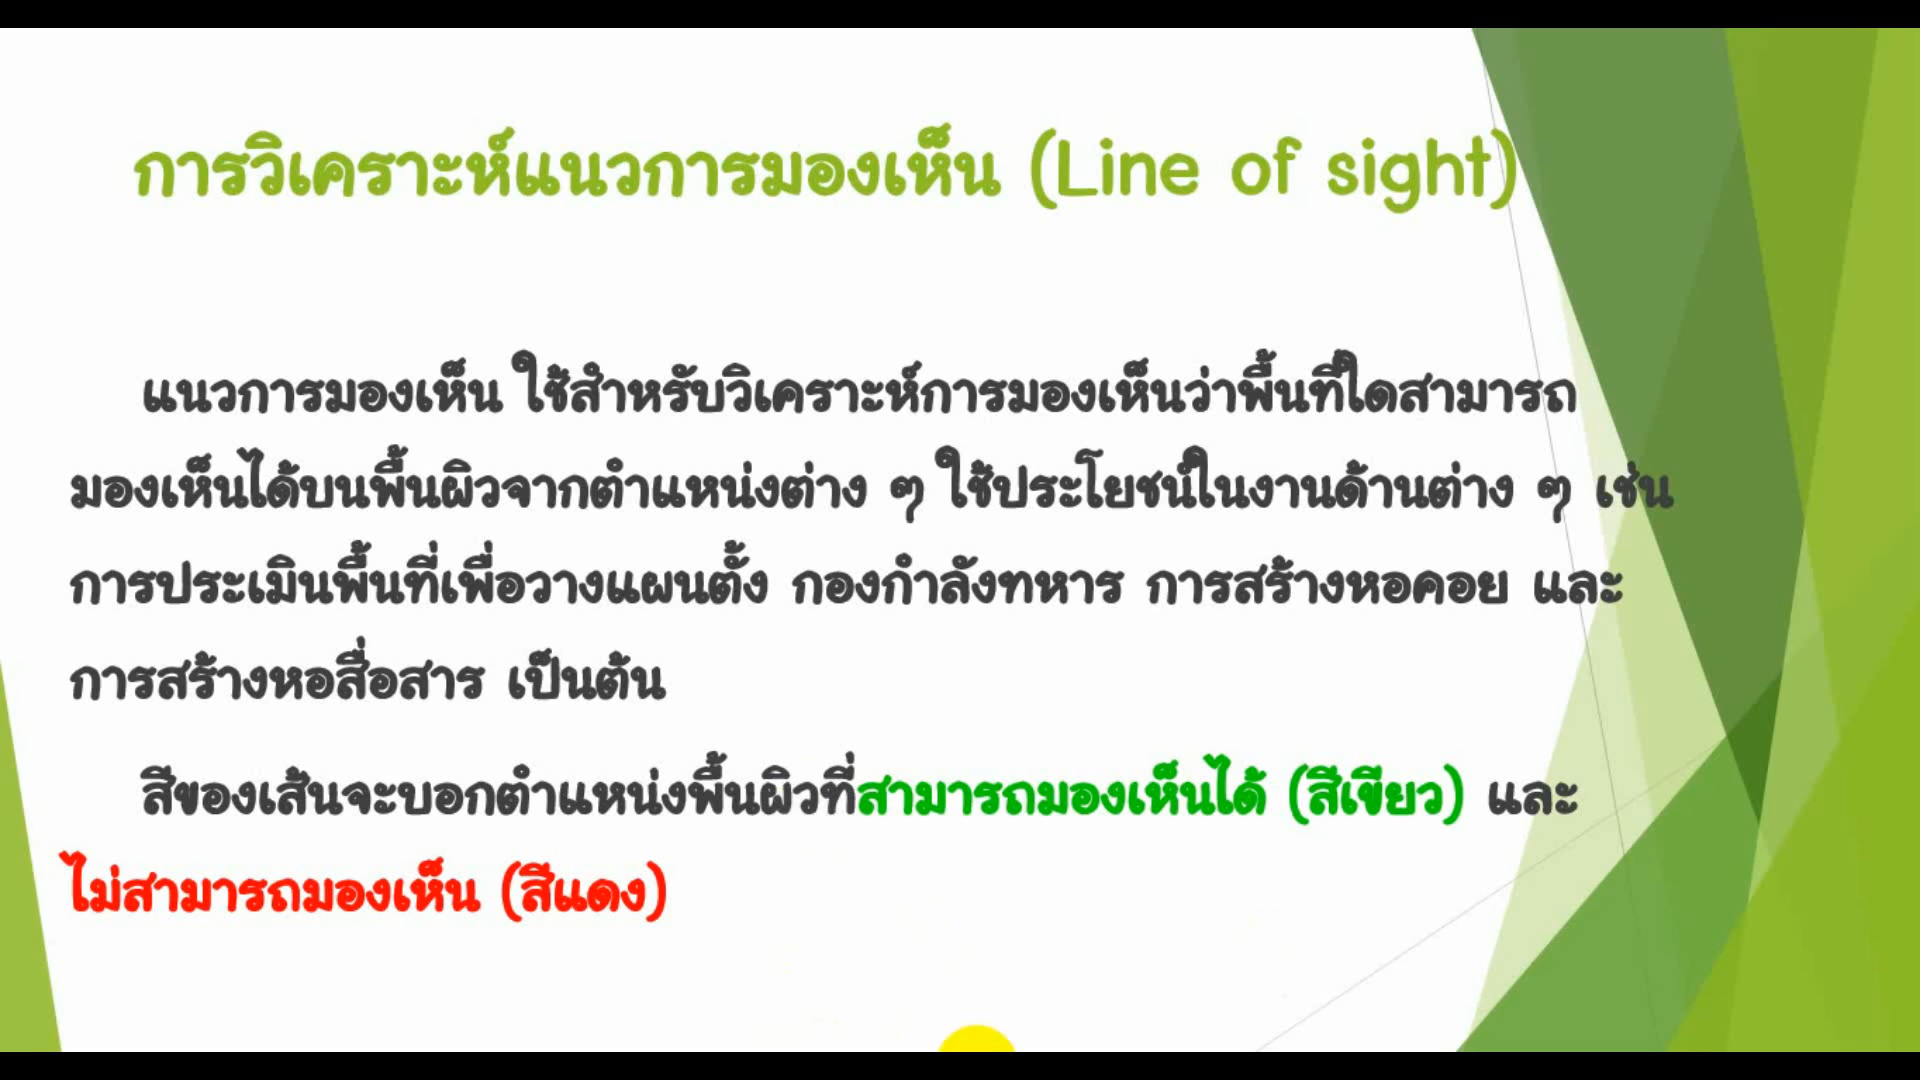 การวิเคราะห์แนวการมองเห็น (Line of sight)
แนวการมองเห็น ใช้สำหรับวิเคราะห์การมองเห็นว่าพื้นที่ใดสามารถ
มองเห็นได้บนพื้นผิวจากตำแหน่งต่าง ๆ ใช้ประโยชน์ในงานด้านต่าง ๆ เช่น
การประเมินพื้นที่เพื่อวางแผนตั้ง กองกำลังทหาร การสร้างหอคอย และ
การสร้างหอสื่อสาร เป็นต้น
สีของเส้นจะบอกตำแหน่งพื้นผิวที่สามารถมองเห็นได้ (สีเขียว) และ
ไม่สามารถมองเห็น (สีแดง)